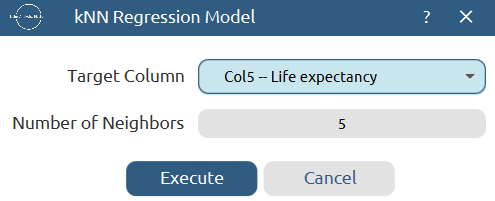 kNN Regression Model ?
Target Column Col5 -- Life expectancy
Number of Neighbors 5
Execute Cancel